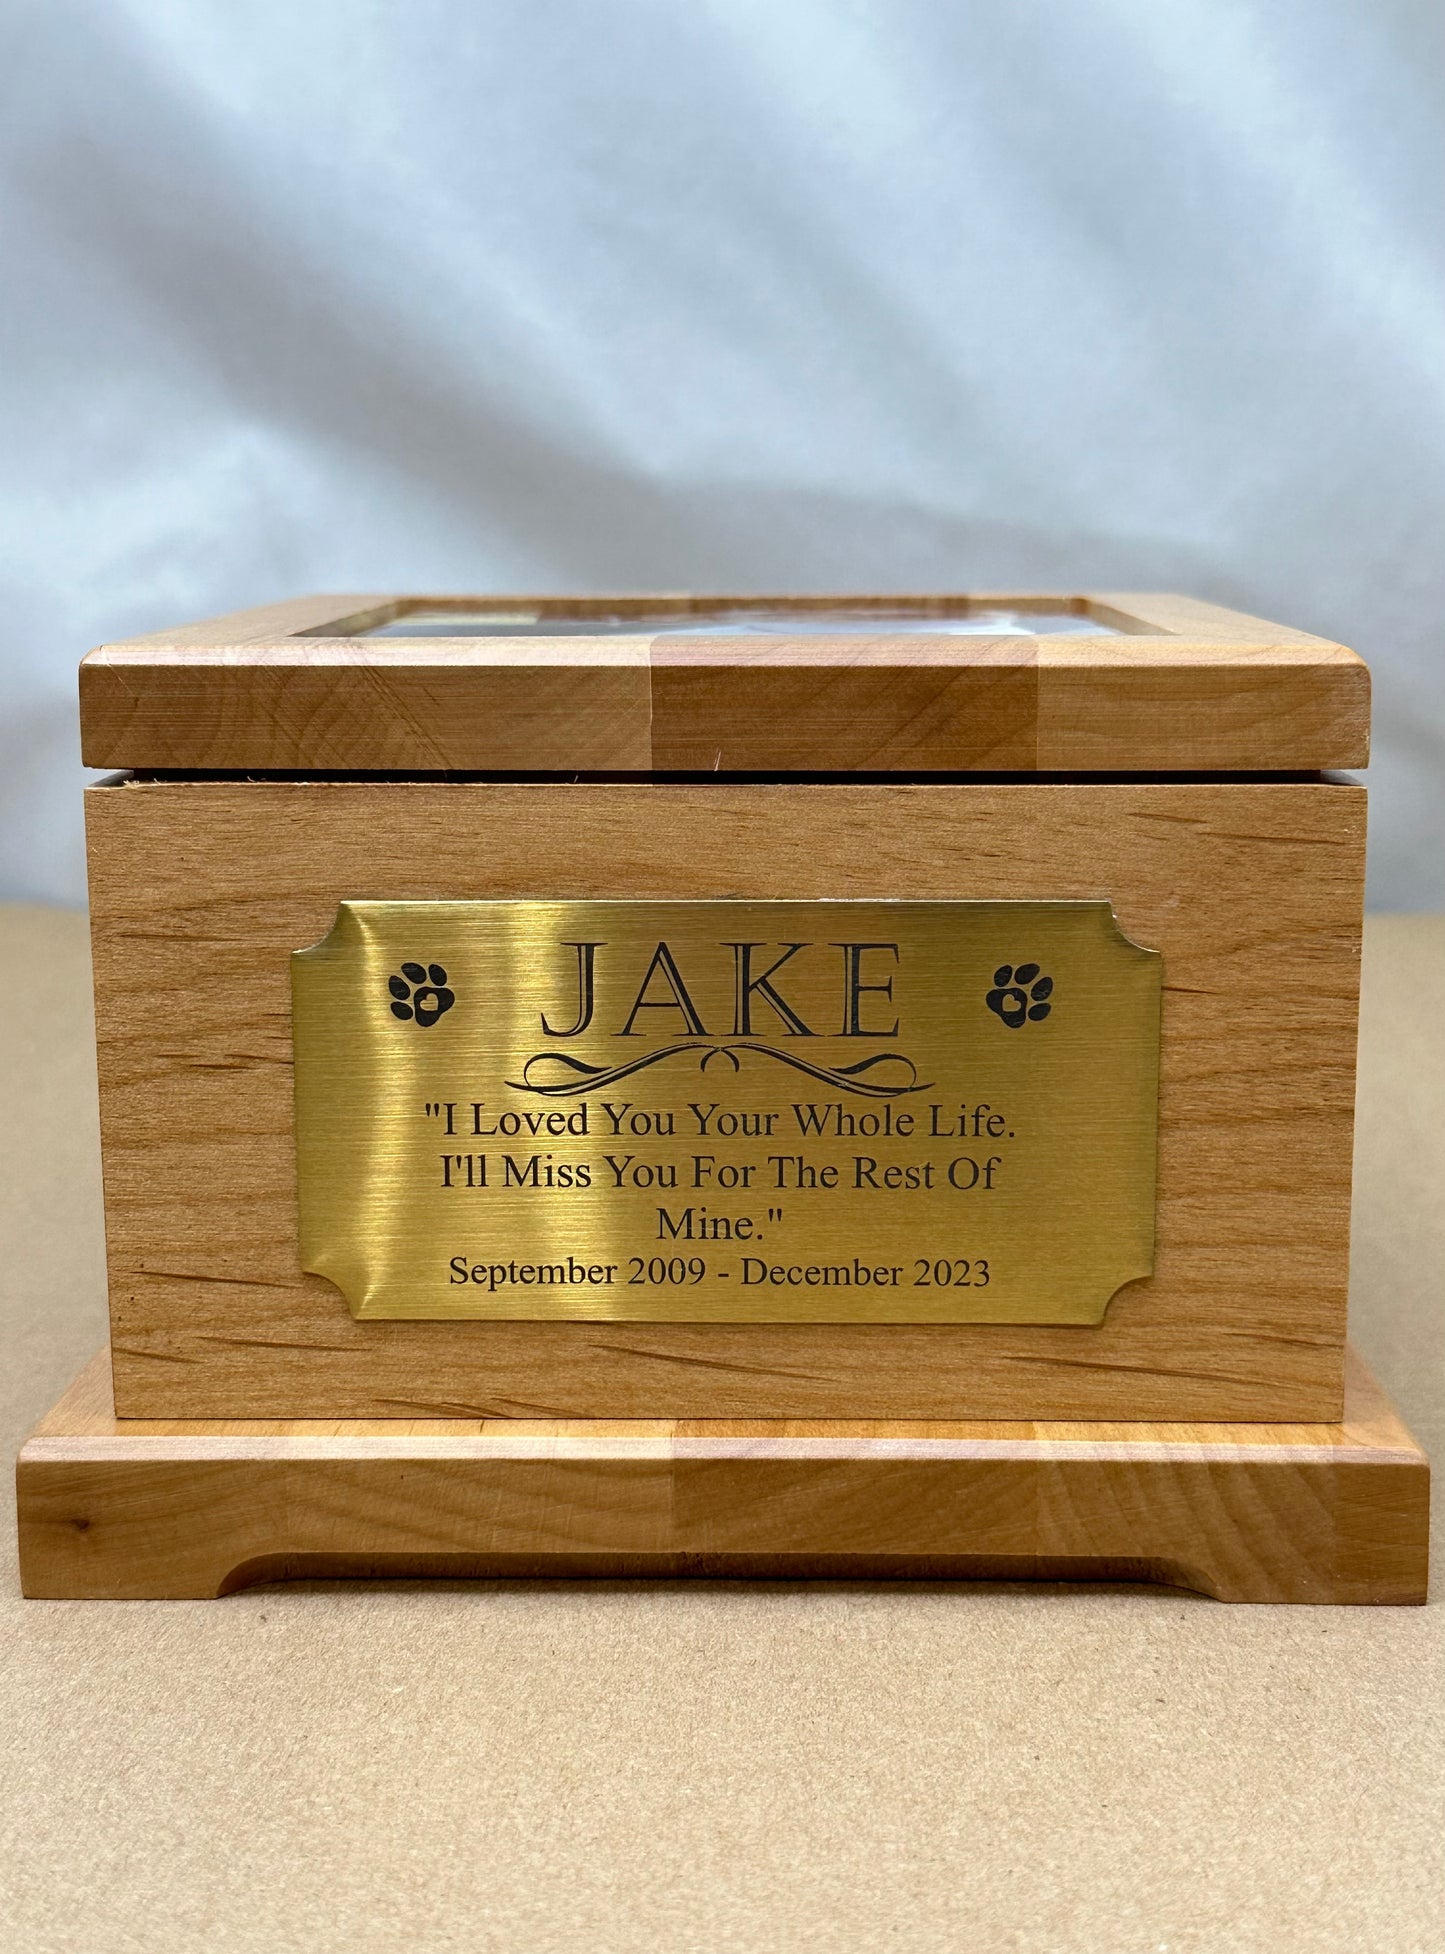 JAKE
"I Loved You Your Whole Life.
I'll Miss You For The Rest Of
Mine."
September 2009 - December 2023